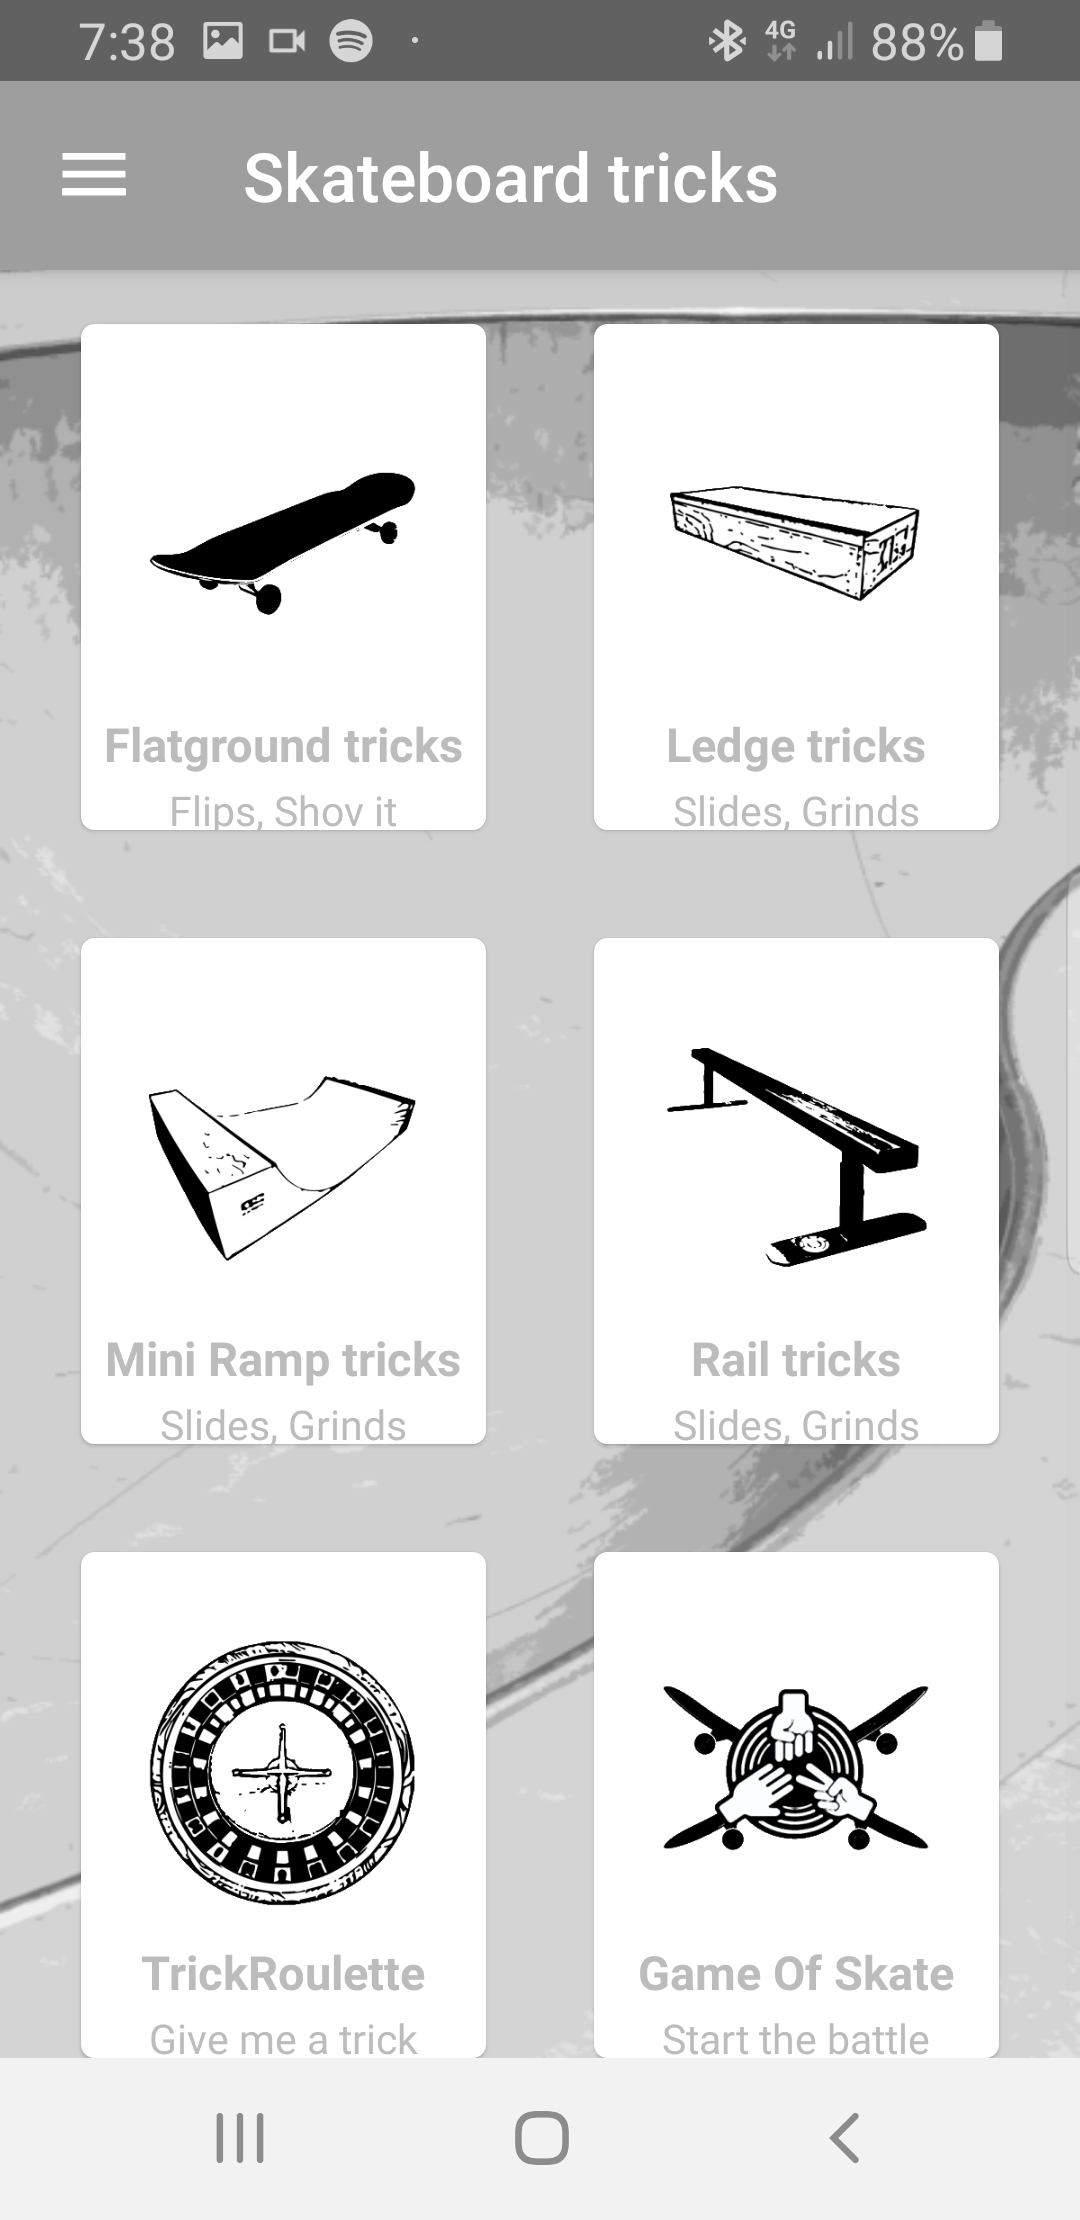 7:38 4G 88%
Skateboard tricks
Flatground tricks
Flips, Shov it
Ledge tricks
Slides, Grinds
Mini Ramp tricks
Slides, Grinds
Rail tricks
Slides, Grinds
TrickRoulette
Give me a trick
Game Of Skate
Start the battle